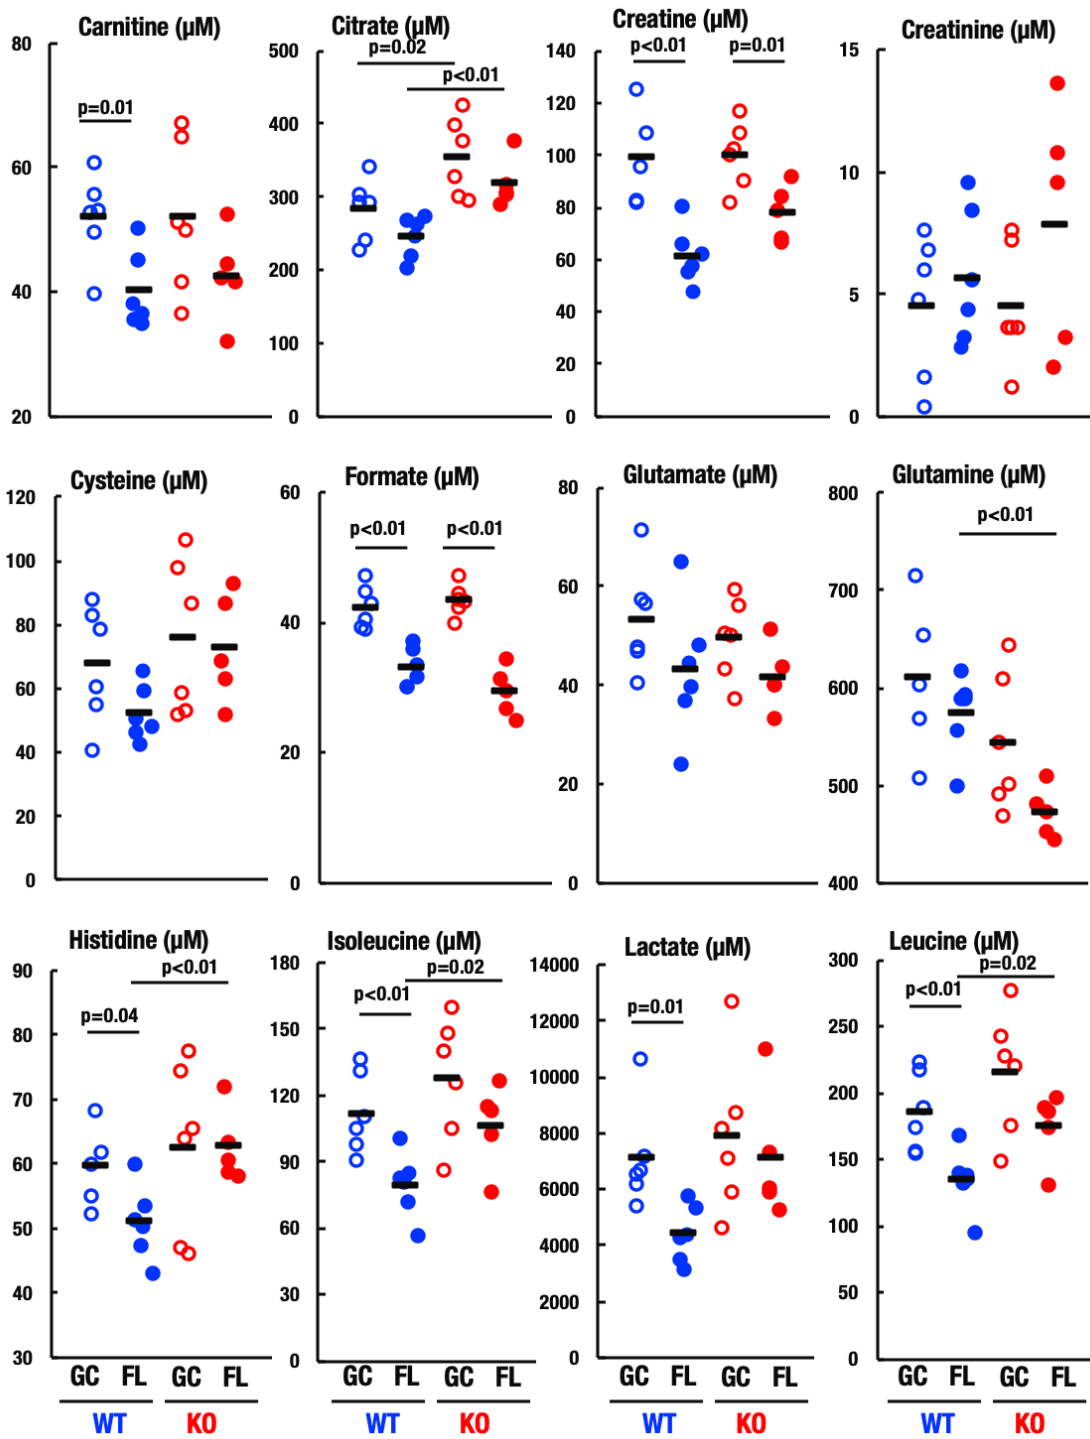 Carnitine (µM)
80
60
40
20
p=0.01
Citrate (µM)
500
400
300
200
100
0
p=0.02
p<0.01
Creatine (µM)
140
120
100
80
60
40
20
0
p<0.01
p=0.01
Creatinine (µM)
15
10
5
0
Cysteine (µM)
120
100
80
60
40
20
0
Formate (µM)
60
40
20
0
p<0.01
p<0.01
Glutamate (µM)
80
60
40
20
0
Glutamine (µM)
800
700
600
500
400
p<0.01
Histidine (µM)
90
80
70
60
50
40
30
p<0.01
p=0.04
GC FL GC FL
WT KO
Isoleucine (µM)
180
150
120
90
60
30
0
p=0.02
p<0.01
GC FL GC FL
WT KO
Lactate (µM)
14000
12000
10000
8000
6000
4000
2000
0
p=0.01
GC FL GC FL
WT KO
Leucine (µM)
300
250
200
150
100
50
0
p=0.02
p<0.01
GC FL GC FL
WT KO